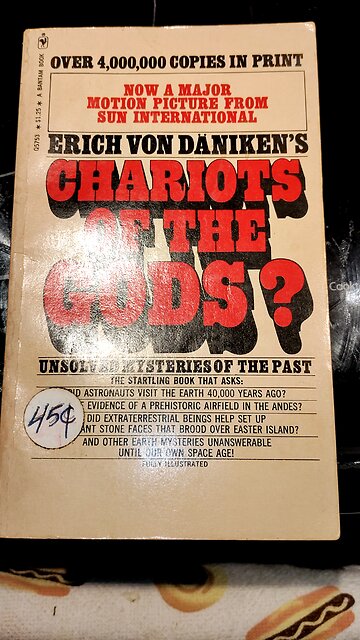 OVER 4,000,000 COPIES IN PRINT
NOW A MAJOR
MOTION PICTURE FROM
SUN INTERNATIONAL
ERICH VON DÄNIKEN'S
CHARIOTS
OF THE
GODS?
UNSOLVED MYSTERIES OF THE PAST
THE STARTLING BOOK THAT ASKS:
DID ASTRONAUTS VISIT THE EARTH 40,000 YEARS AGO?
EVIDENCE OF A PREHISTORIC AIRFIELD IN THE ANDES?
DID EXTRATERRESTRIAL BEINGS HELP SET UP
ANT STONE FACES THAT BROOD OVER EASTER ISLAND?
AND OTHER EARTH MYSTERIES UNANSWERABLE
UNTIL OUR OWN SPACE AGE!
FULLY ILLUSTRATED
45¢
Q5753 * $1.25 * A BANTAM BOOK